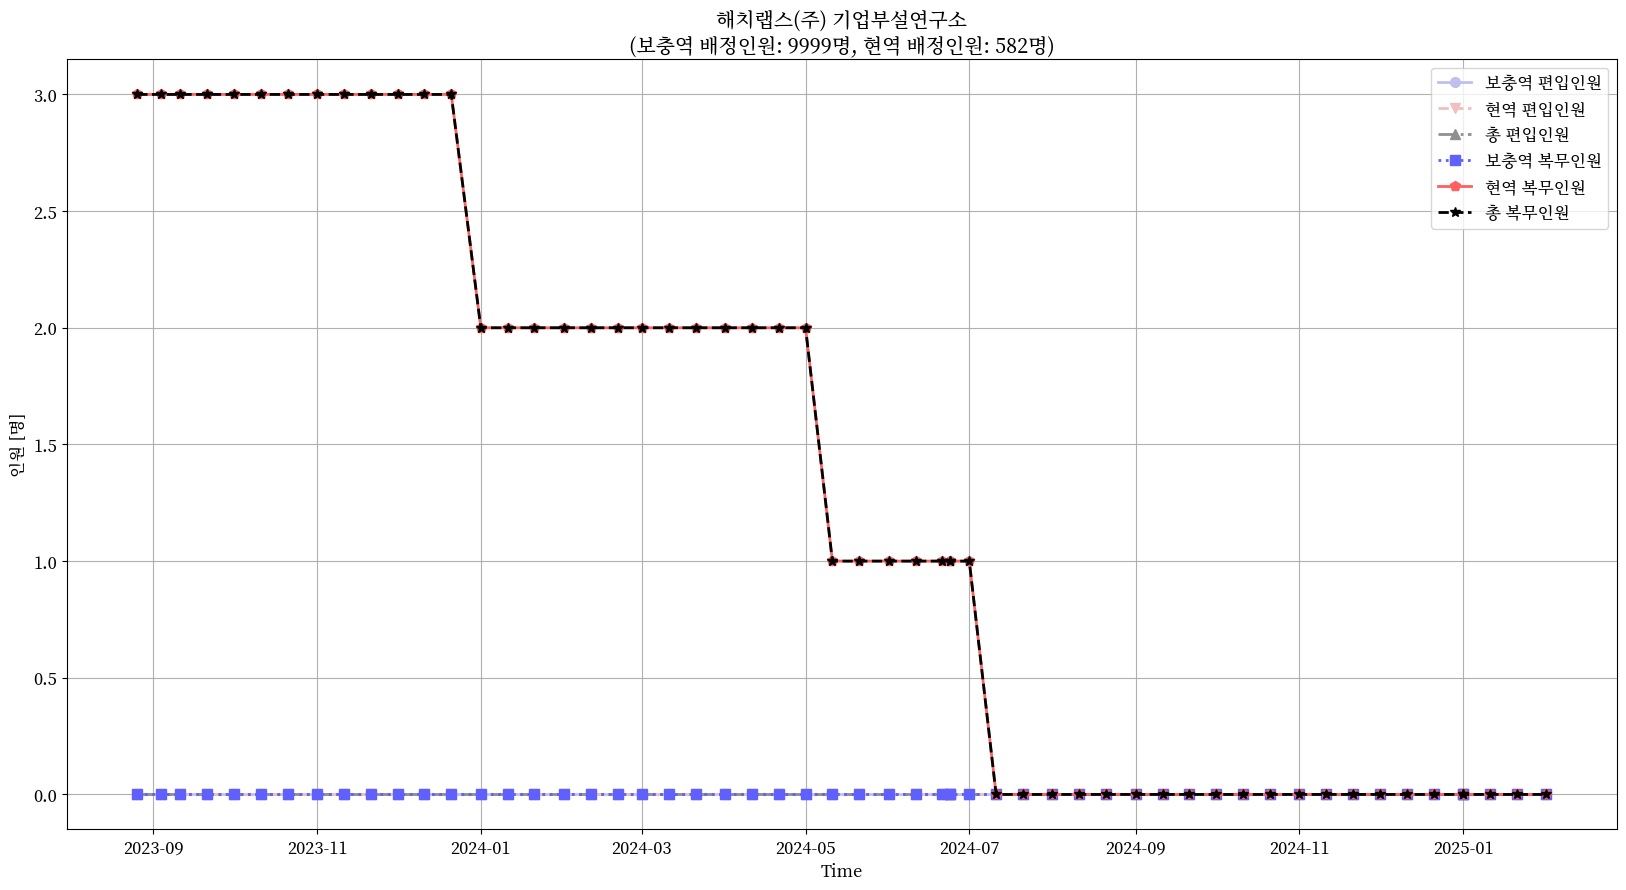 해치랩스(주) 기업부설연구소
(보충역 배정인원: 9999명, 현역 배정인원: 582명)
보충역 편입인원
현역 편입인원
총 편입인원
보충역 복무인원
현역 복무인원
총 복무인원
인원 [명]
3.0
2.5
2.0
1.5
1.0
0.5
0.0
2023-09
2023-11
2024-01
2024-03
2024-05
2024-07
2024-09
2024-11
2025-01
Time